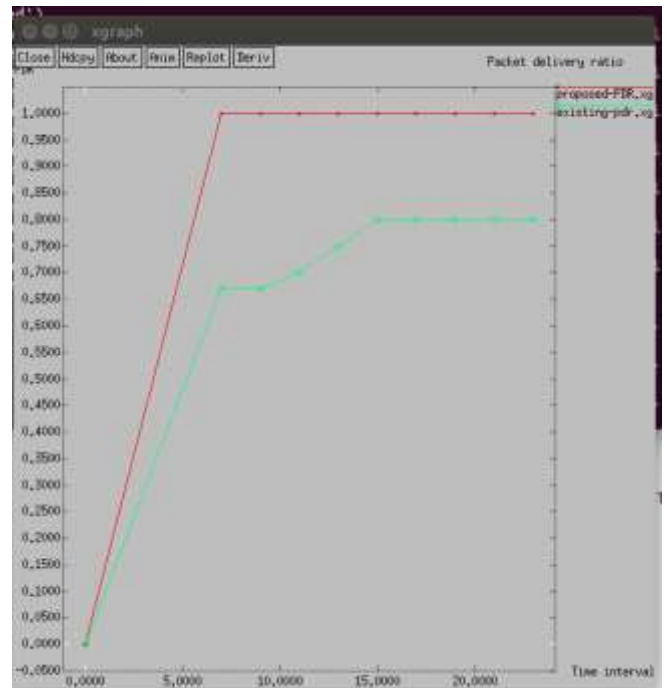 xgraph
Close Hdcpy About Anim Replot Deriv
Packet delivery ratio
PDR
proposed-PDR.xg
existing-pdr.xg
1.0000
0.9500
0.9000
0.8500
0.8000
0.7500
0.7000
0.6500
0.6000
0.5500
0.5000
0.4500
0.4000
0.3500
0.3000
0.2500
0.2000
0.1500
0.1000
0.0500
0.0000
-0.0500
Time interval
0.0000 5.0000 10.0000 15.0000 20.0000